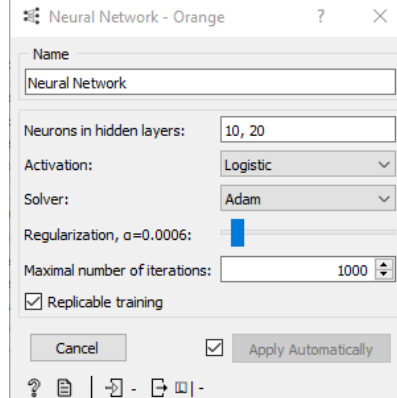 Neural Network - Orange ? ×
Name
Neural Network
Neurons in hidden layers: 10, 20
Activation: Logistic
Solver: Adam
Regularization, α=0.0006:
Maximal number of iterations: 1000
Replicable training
Cancel Apply Automatically
? | - | -